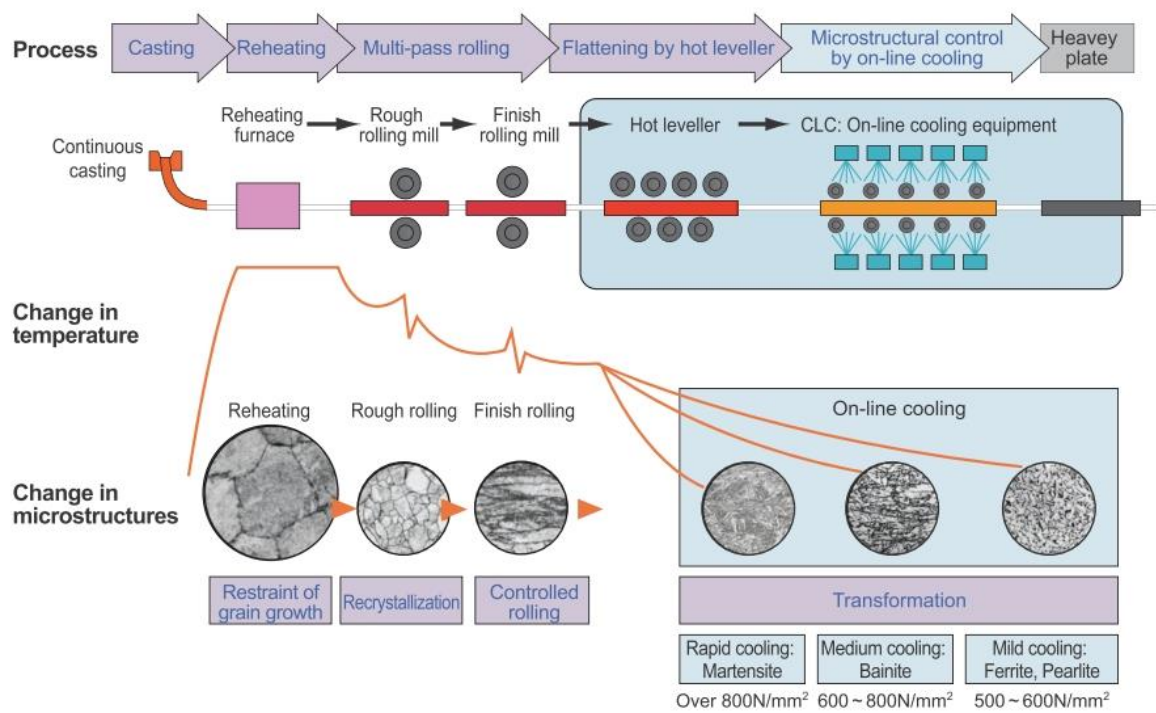 Process
Casting
Reheating
Multi-pass rolling
Flattening by hot leveller
Microstructural control
by on-line cooling
Heavey
plate
Continuous
casting
Reheating
furnace
Rough
rolling mill
Finish
rolling mill
Hot leveller
CLC: On-line cooling equipment
Change in
temperature
Reheating
Rough rolling
Finish rolling
On-line cooling
Change in
microstructures
Restraint of
grain growth
Recrystallization
Controlled
rolling
Transformation
Rapid cooling:
Martensite
Medium cooling:
Bainite
Mild cooling:
Ferrite, Pearlite
Over 800N/mm²
600 ~ 800N/mm²
500 ~ 600N/mm²